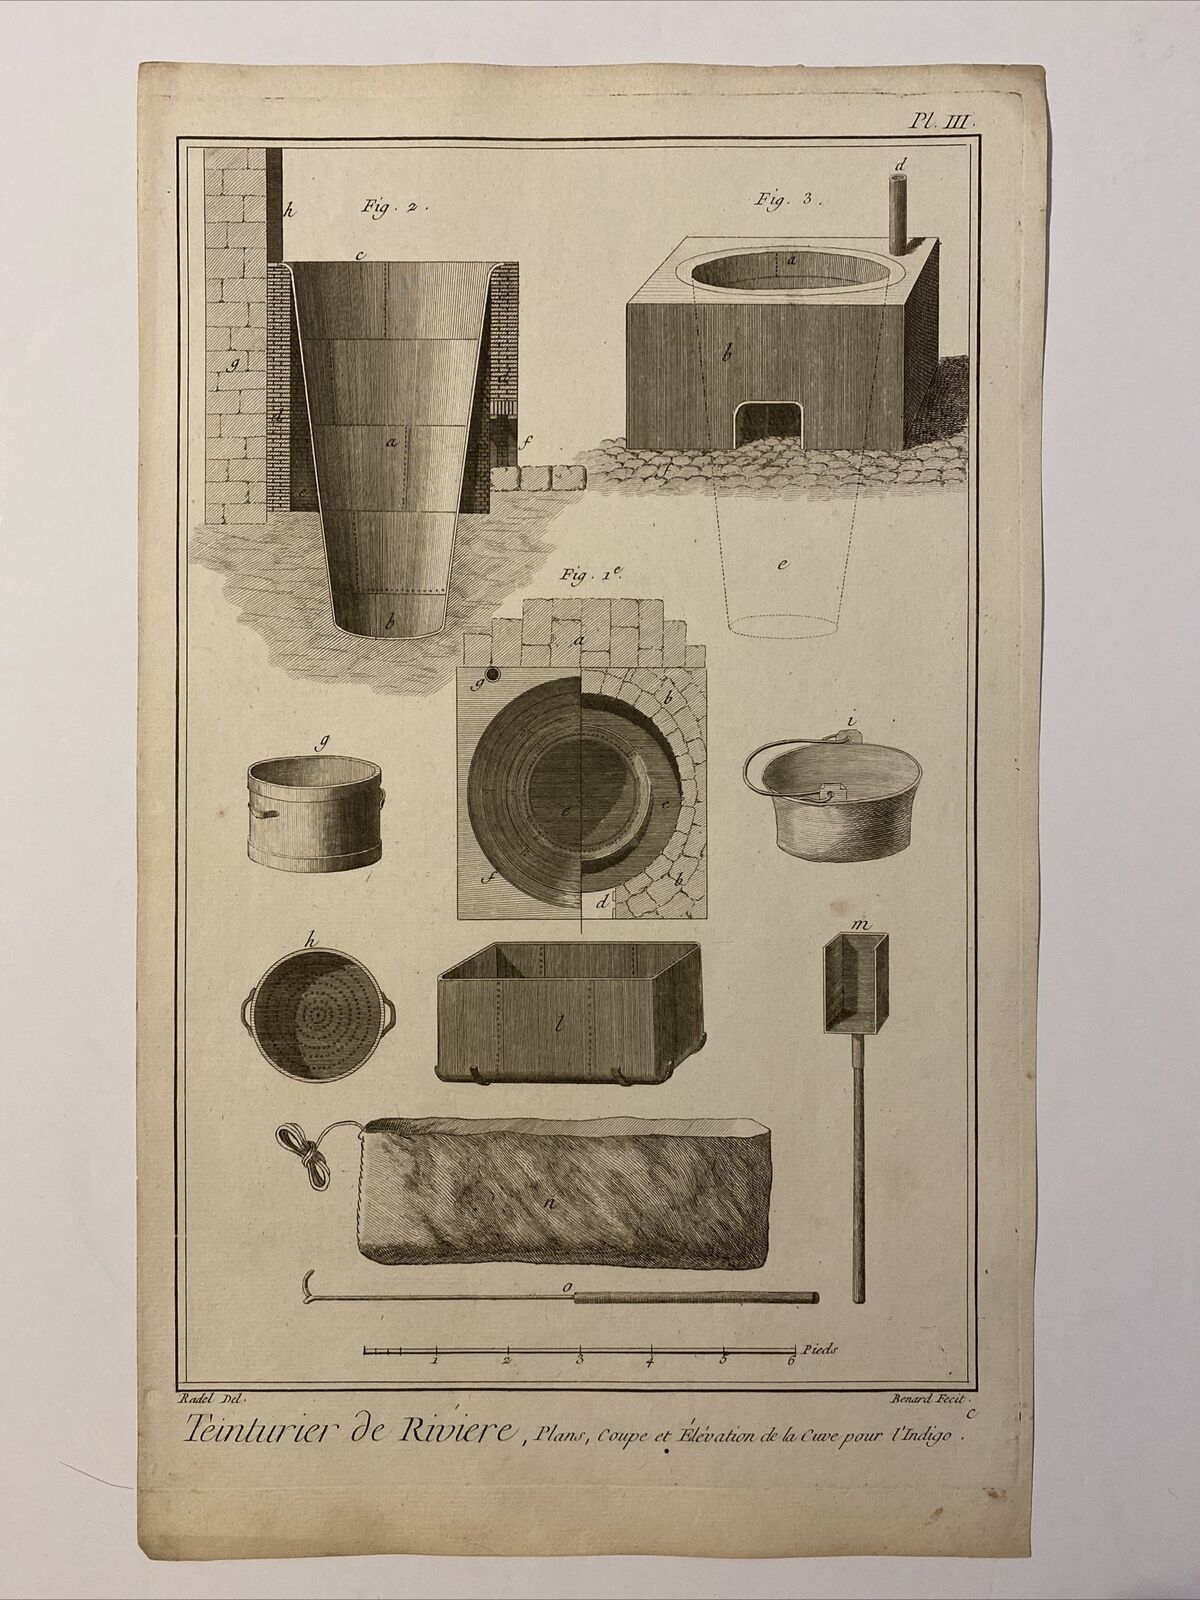 Pl. III.
d
h
Fig. 2.
Fig. 3.
c
a
g
b
a
f
e
Fig. 1e.
b
a
g
b
g
i
e
c
h
f
b
d
h
m
l
n
o
1 2 3 4 5 6 Pieds
Radel Del.
Benard Fecit.
c
Teinturier de Riviere, Plans, Coupe et Élévation de la Cuve pour l'Indigo.